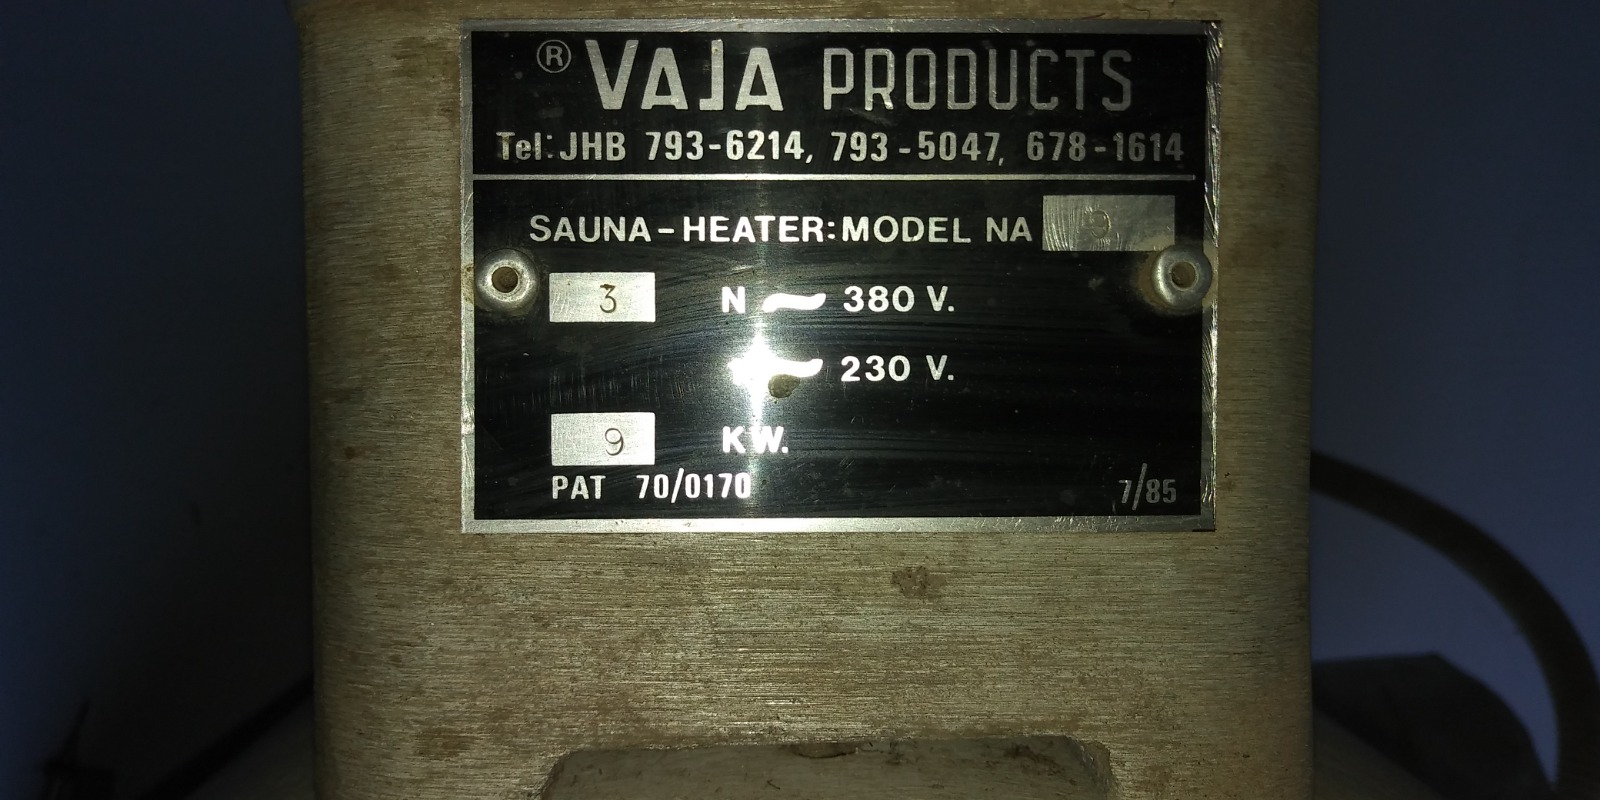 ® VAJA PRODUCTS
Tel: JHB 793-6214, 793-5047, 678-1614
SAUNA-HEATER: MODEL NA 9
3 N ~ 380 V.
~ 230 V.
9 KW.
PAT 70/0170 7/85